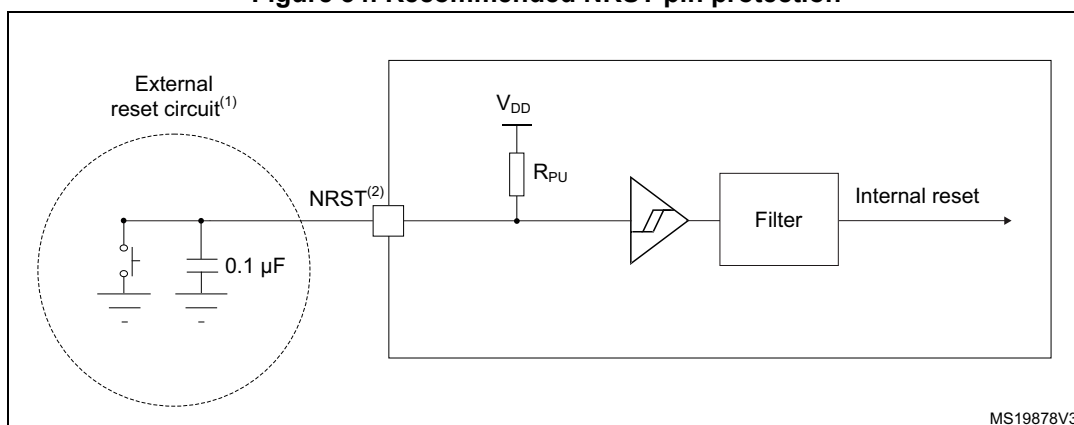 Figure Recommended NRST pin protection
External
reset circuit(1)
VDD
RPU
NRST(2)
Filter
Internal reset
0.1 µF
MS19878V3